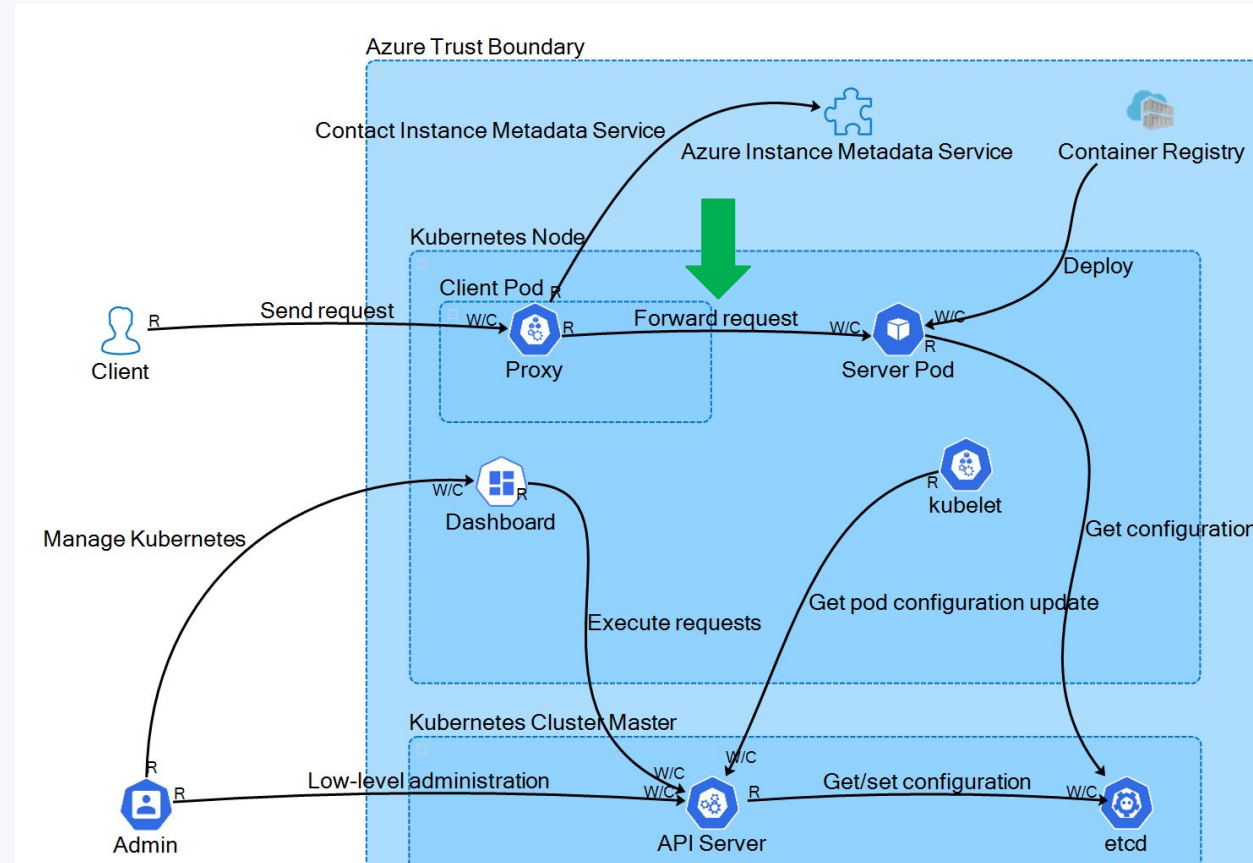 Azure Trust Boundary
Contact Instance Metadata Service
Azure Instance Metadata Service
Container Registry
Kubernetes Node
Deploy
Client Pod
R
Send request
Forward request
W/C
R
W/C
R
W/C
R
Client
Proxy
Server Pod
W/C
R
R
Dashboard
kubelet
Manage Kubernetes
Get configuration
Get pod configuration update
Execute requests
Kubernetes Cluster Master
W/C
R
R
Low-level administration
W/C
W/C
R
Get/set configuration
W/C
Admin
API Server
etcd